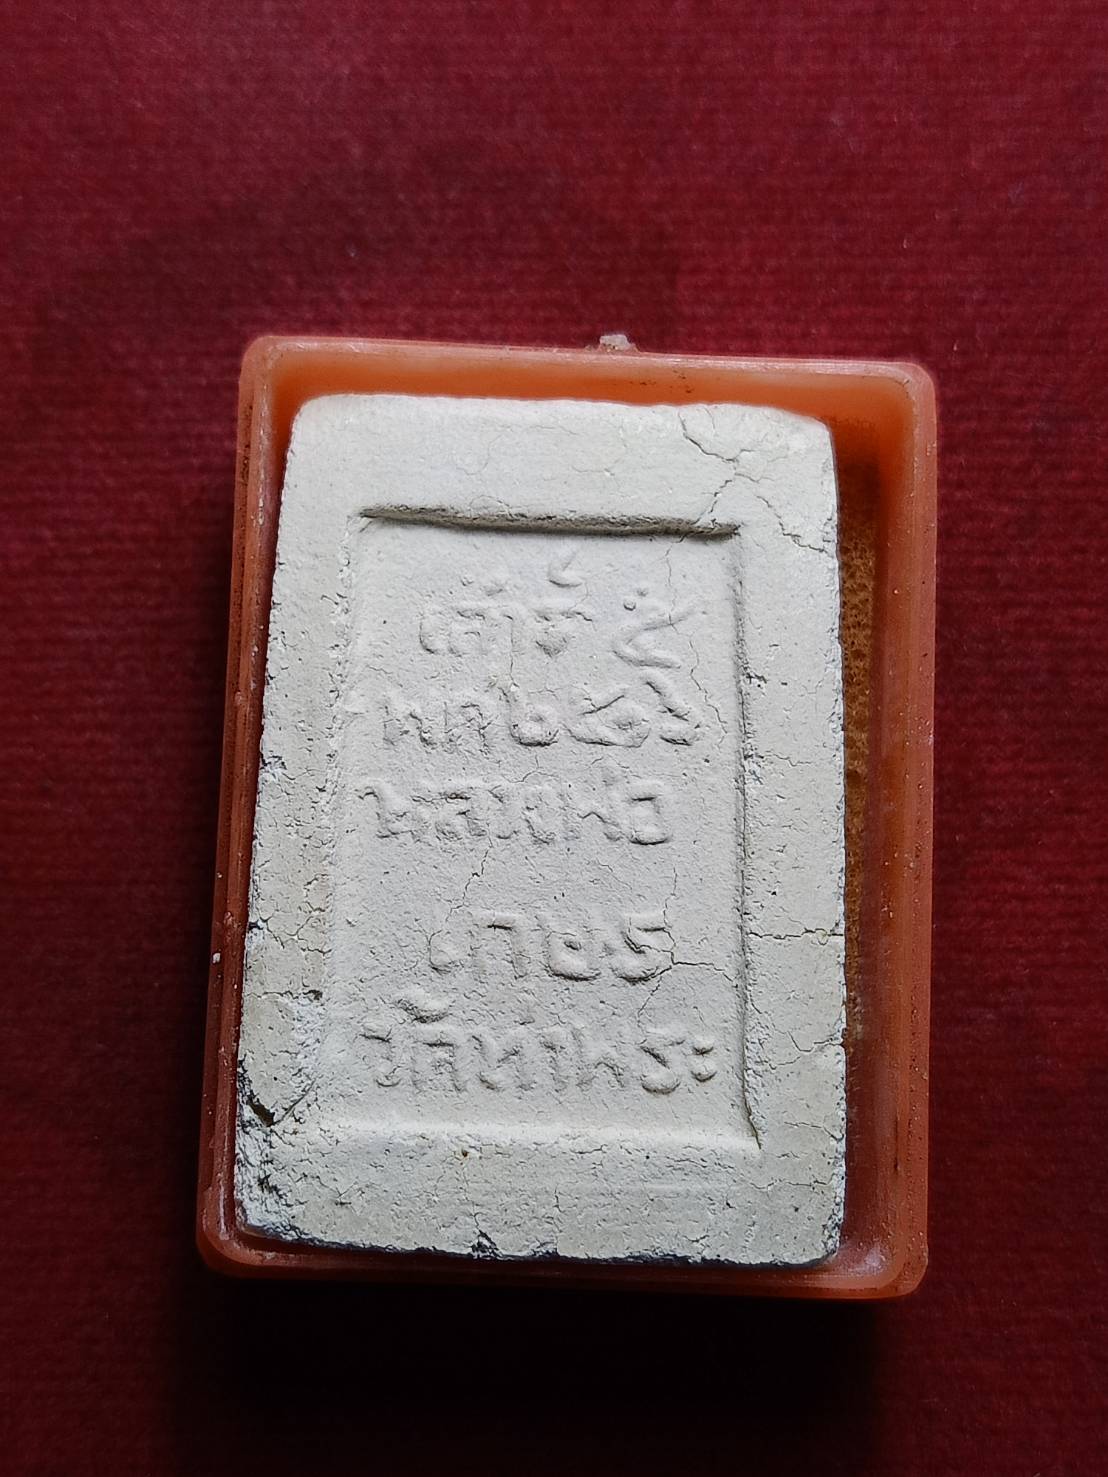 เสาร์ ๕
หลวงพ่อ
เกษร
วัดท่าพระ